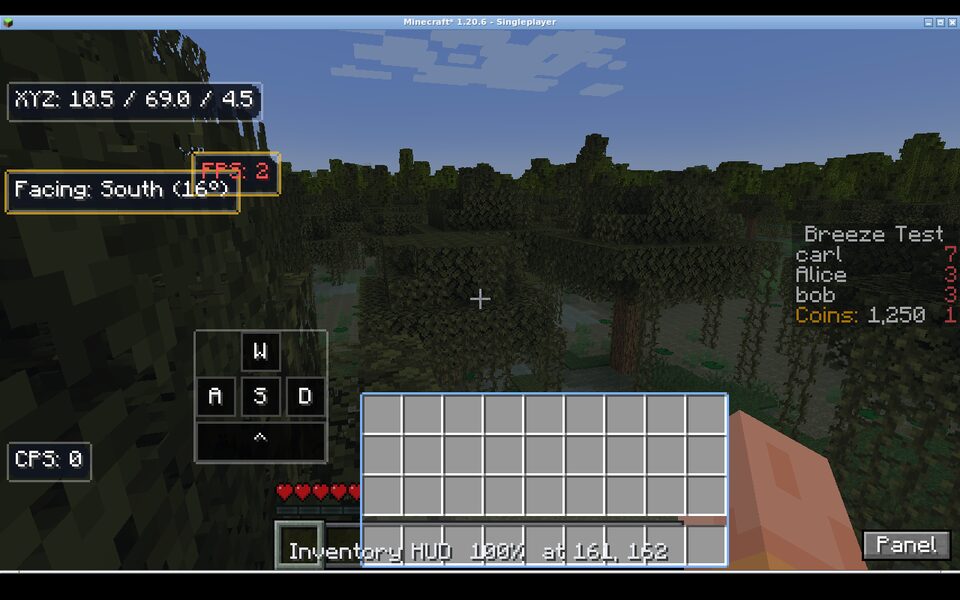 Minecraft* 1.20.6 - Singleplayer
XYZ: 10.5 / 69.0 / 4.5
FPS: 2
Facing: South (16°)
Breeze Test
carl 7
Alice 3
bob 3
Coins: 1,250 1
W
A S D
^
CPS: 0
Inventory HUD 100% at 161, 162
Panel